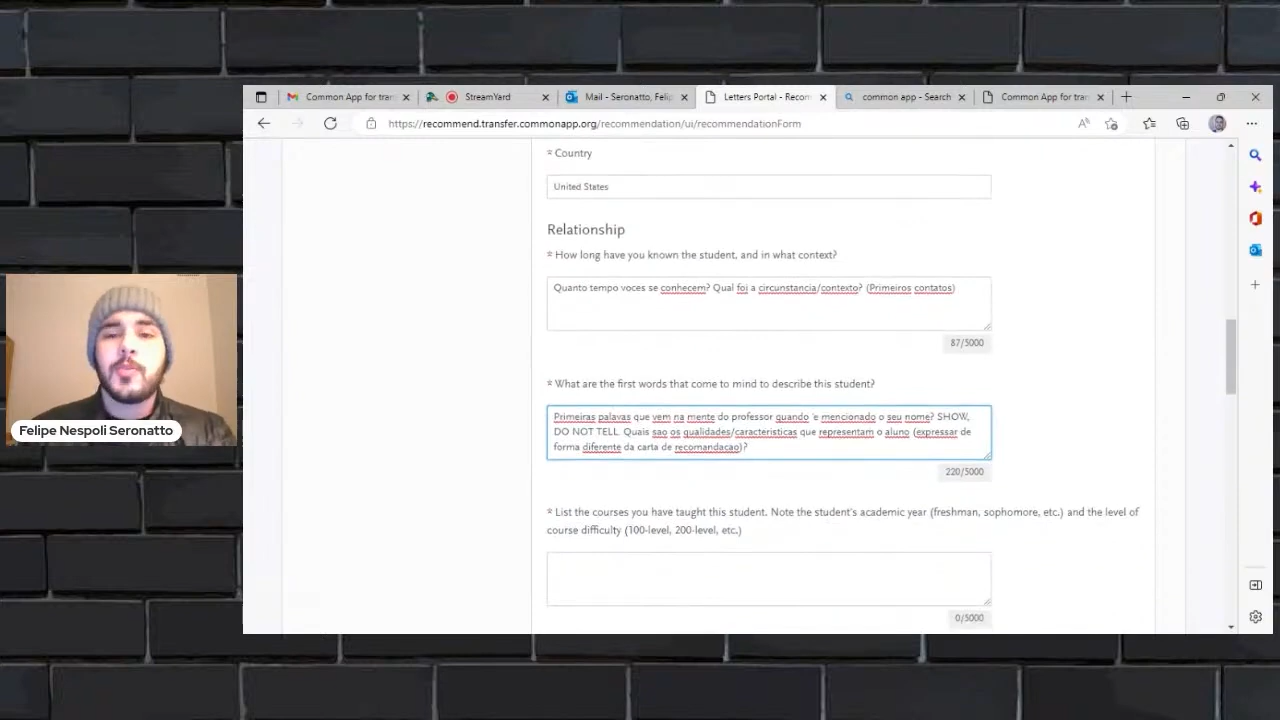 Common App for tran
StreamYard
Mail - Seronatto, Felip
Letters Portal - Recom
common app - Search
Common App for tran
https://recommend.transfer.commonapp.org/recommendation/ui/recommendationForm
* Country
United States
Relationship
* How long have you known the student, and in what context?
Quanto tempo voces se conhecem? Qual foi a circunstancia/contexto? (Primeiros contatos)
87/5000
* What are the first words that come to mind to describe this student?
Primeiras palavas que vem na mente do professor quando 'e mencionado o seu nome? SHOW,
DO NOT TELL. Quais sao os qualidades/caracteristicas que representam o aluno (expressar de
forma diferente da carta de recomandacao)?
220/5000
* List the courses you have taught this student. Note the student's academic year (freshman, sophomore, etc.) and the level of
course difficulty (100-level, 200-level, etc.)
0/5000
Felipe Nespoli Seronatto